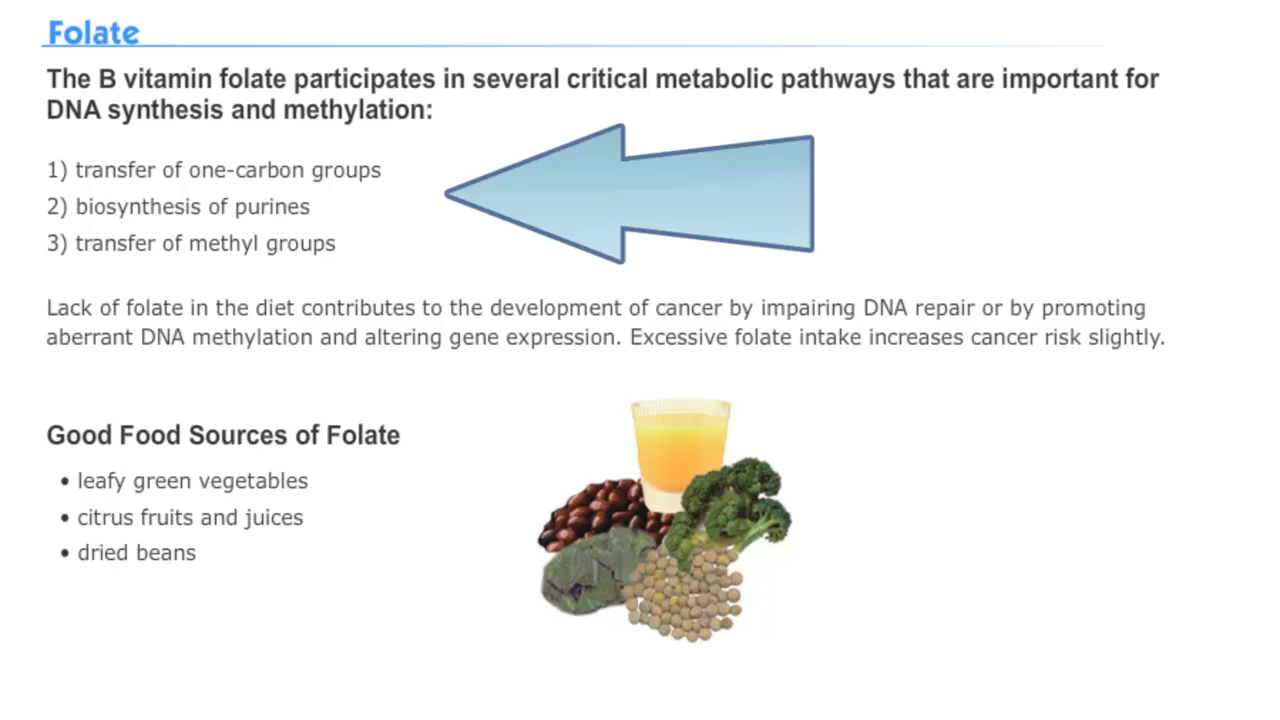 Folate
The B vitamin folate participates in several critical metabolic pathways that are important for
DNA synthesis and methylation:
1) transfer of one-carbon groups
2) biosynthesis of purines
3) transfer of methyl groups
Lack of folate in the diet contributes to the development of cancer by impairing DNA repair or by promoting
aberrant DNA methylation and altering gene expression. Excessive folate intake increases cancer risk slightly.
Good Food Sources of Folate
• leafy green vegetables
• citrus fruits and juices
• dried beans